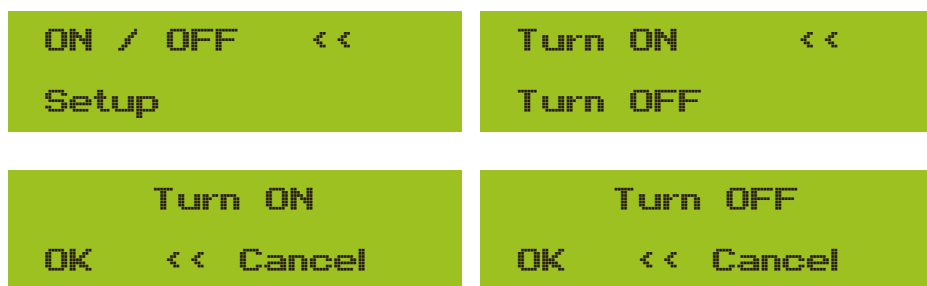 ON / OFF <<
Setup
Turn ON <<
Turn OFF
Turn ON
OK << Cancel
Turn OFF
OK << Cancel